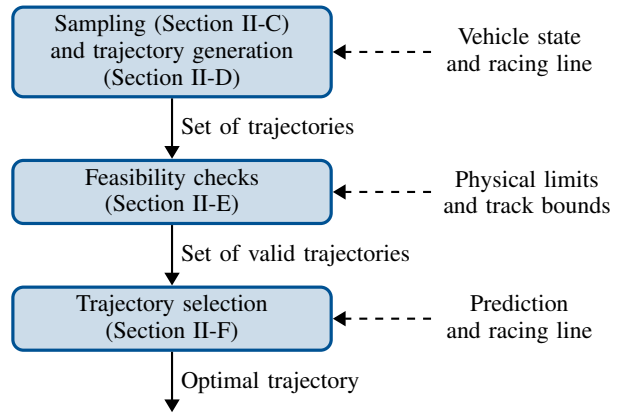 Sampling (Section II-C)
and trajectory generation
(Section II-D)
Vehicle state
and racing line
Set of trajectories
Feasibility checks
(Section II-E)
Physical limits
and track bounds
Set of valid trajectories
Trajectory selection
(Section II-F)
Prediction
and racing line
Optimal trajectory